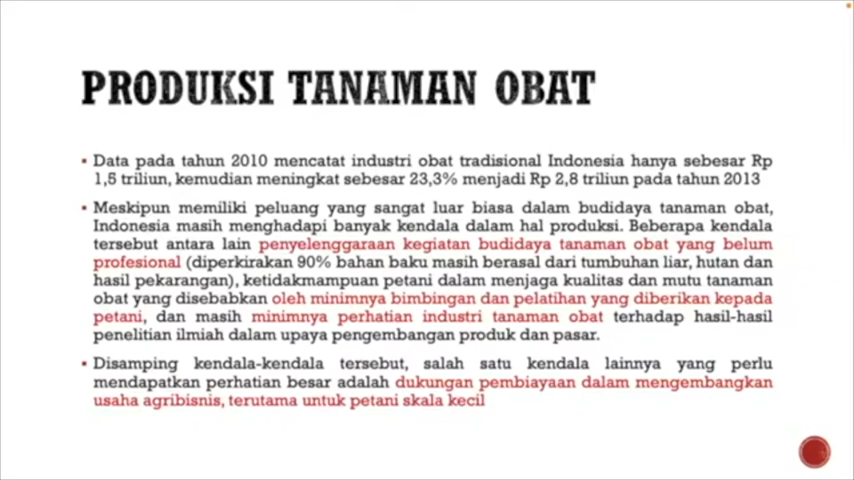 PRODUKSI TANAMAN OBAT
▪ Data pada tahun 2010 mencatat industri obat tradisional Indonesia hanya sebesar Rp
1,5 triliun, kemudian meningkat sebesar 23,3% menjadi Rp 2,8 triliun pada tahun 2013
▪ Meskipun memiliki peluang yang sangat luar biasa dalam budidaya tanaman obat,
Indonesia masih menghadapi banyak kendala dalam hal produksi. Beberapa kendala
tersebut antara lain penyelenggaraan kegiatan budidaya tanaman obat yang belum
profesional (diperkirakan 90% bahan baku masih berasal dari tumbuhan liar, hutan dan
hasil pekarangan), ketidakmampuan petani dalam menjaga kualitas dan mutu tanaman
obat yang disebabkan oleh minimnya bimbingan dan pelatihan yang diberikan kepada
petani, dan masih minimnya perhatian industri tanaman obat terhadap hasil-hasil
penelitian ilmiah dalam upaya pengembangan produk dan pasar.
▪ Disamping kendala-kendala tersebut, salah satu kendala lainnya yang perlu
mendapatkan perhatian besar adalah dukungan pembiayaan dalam mengembangkan
usaha agribisnis, terutama untuk petani skala kecil